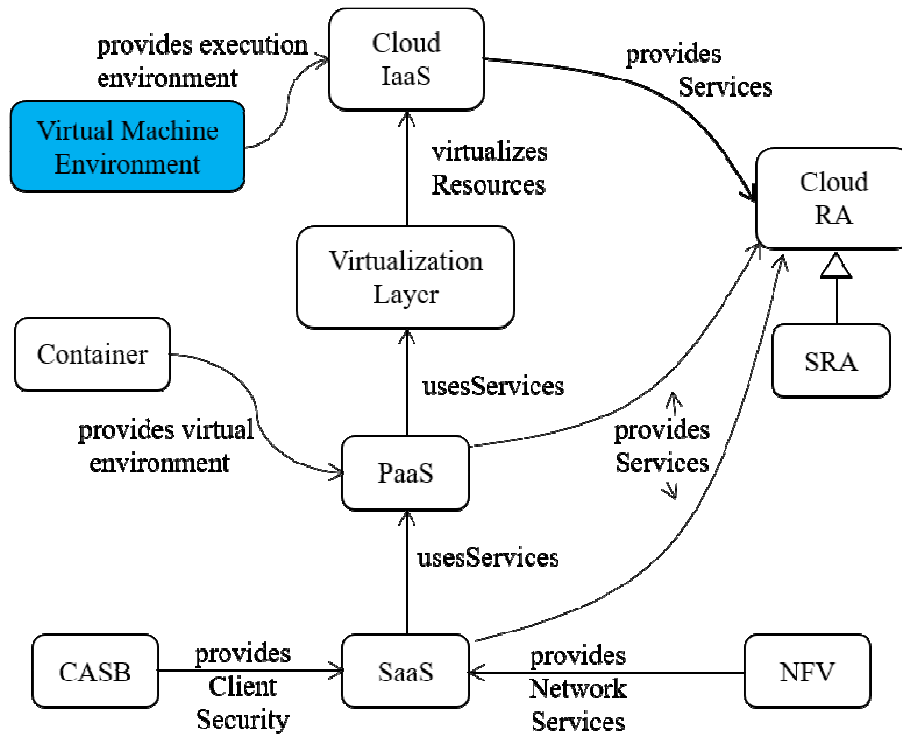 provides execution
environment
Cloud
IaaS
provides
Services
Virtual Machine
Environment
virtualizes
Resources
Cloud
RA
Virtualization
Layer
Container
SRA
usesServices
provides virtual
environment
provides
Services
PaaS
usesServices
CASB
provides
Client
Security
SaaS
provides
Network
Services
NFV